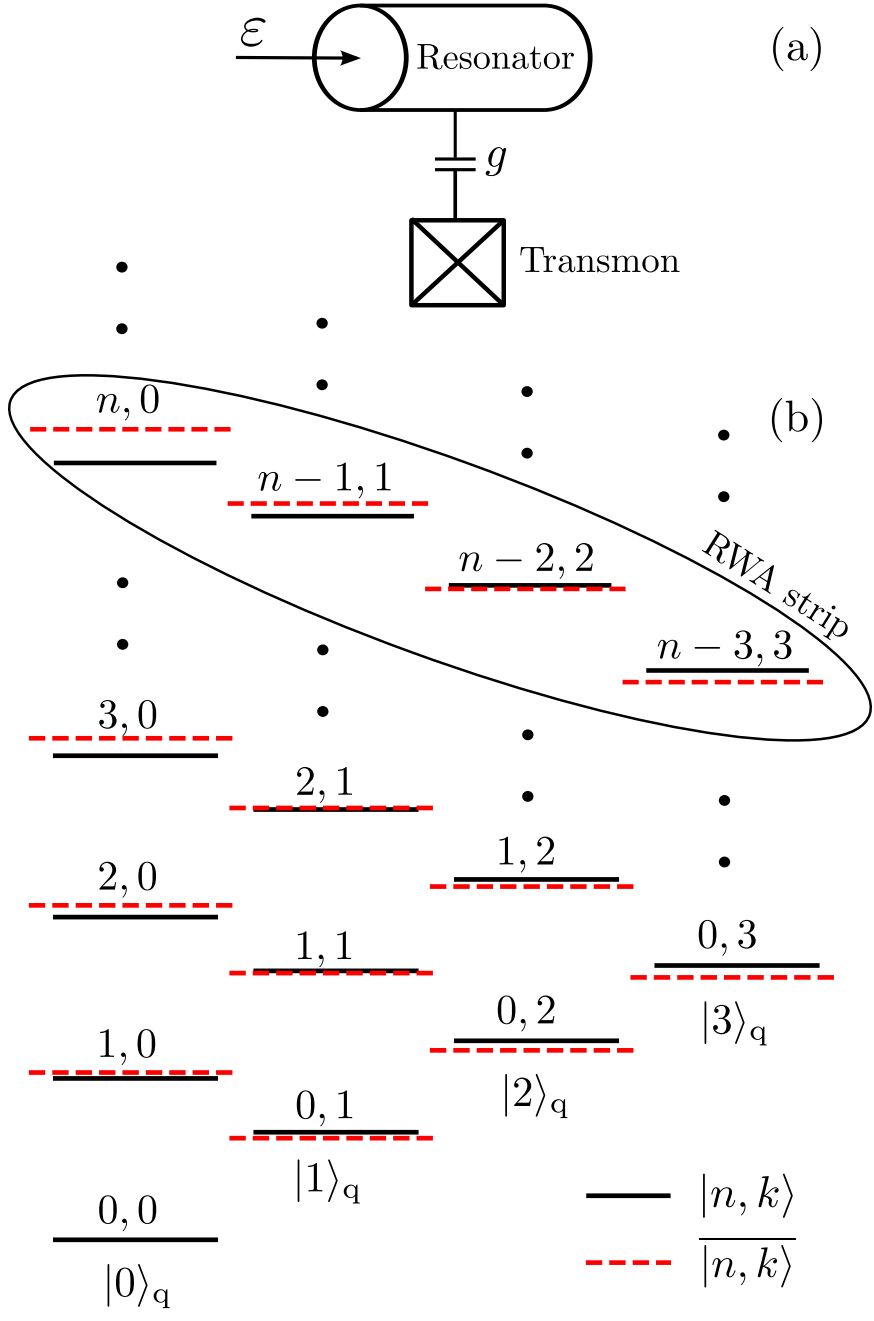 ε
Resonator
(a)
g
Transmon
(b)
n, 0
n − 1, 1
n − 2, 2
RWA strip
n − 3, 3
3, 0
2, 1
1, 2
2, 0
0, 3
1, 1
0, 2
|3⟩q
1, 0
|2⟩q
0, 1
|1⟩q
|n, k⟩
0, 0
|n, k⟩
|0⟩q